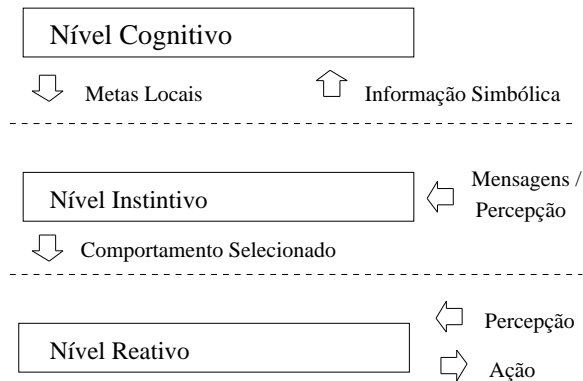 Nível Cognitivo
Metas Locais
Informação Simbólica
Nível Instintivo
Mensagens /
Percepção
Comportamento Selecionado
Nível Reativo
Percepção
Ação